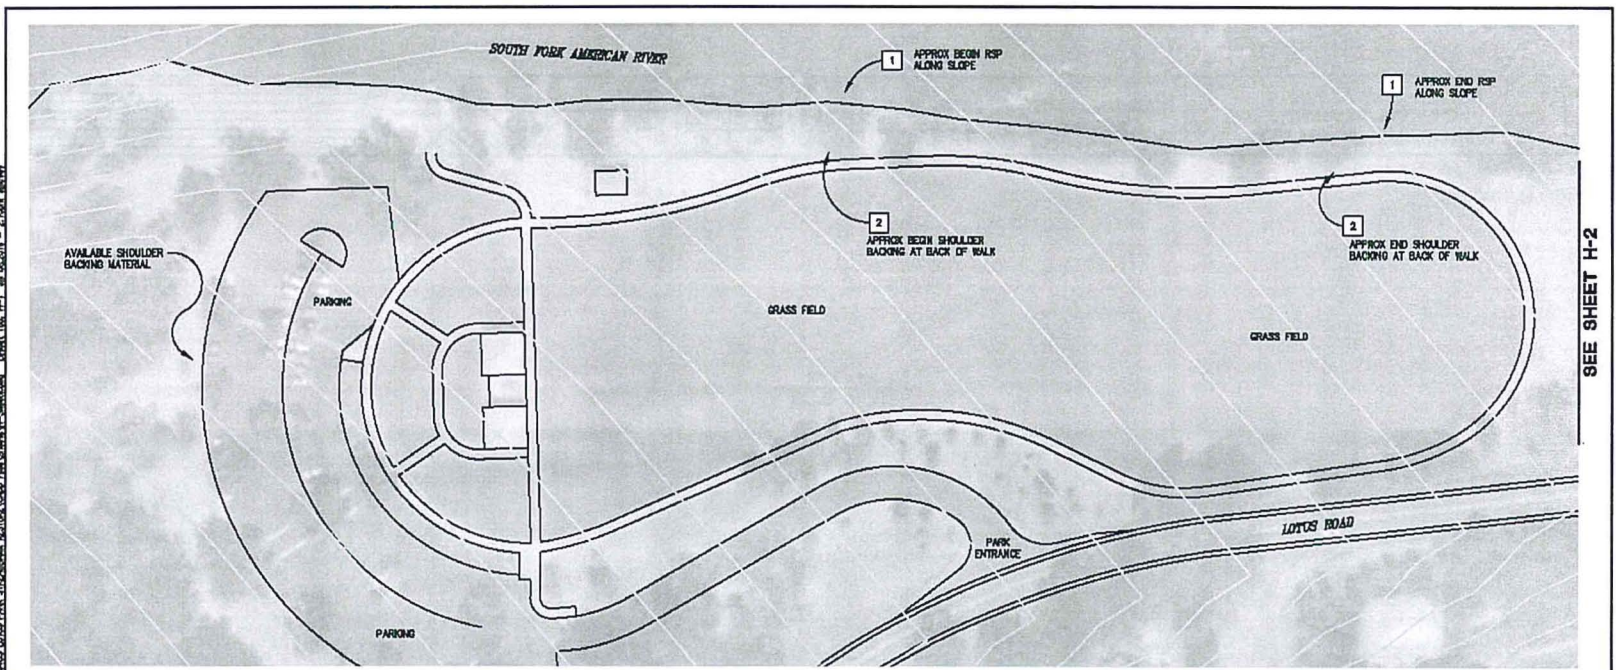 SOUTH FORK AMERICAN RIVER
1
APPROX BEGIN RSP
ALONG SLOPE
1
APPROX END RSP
ALONG SLOPE
2
APPROX BEGIN SHOULDER
BACKING AT BACK OF WALK
2
APPROX END SHOULDER
BACKING AT BACK OF WALK
AVAILABLE SHOULDER
BACKING MATERIAL
PARKING
GRASS FIELD
GRASS FIELD
SEE SHEET H-2
LOTUS ROAD
PARK
ENTRANCE
PARKING